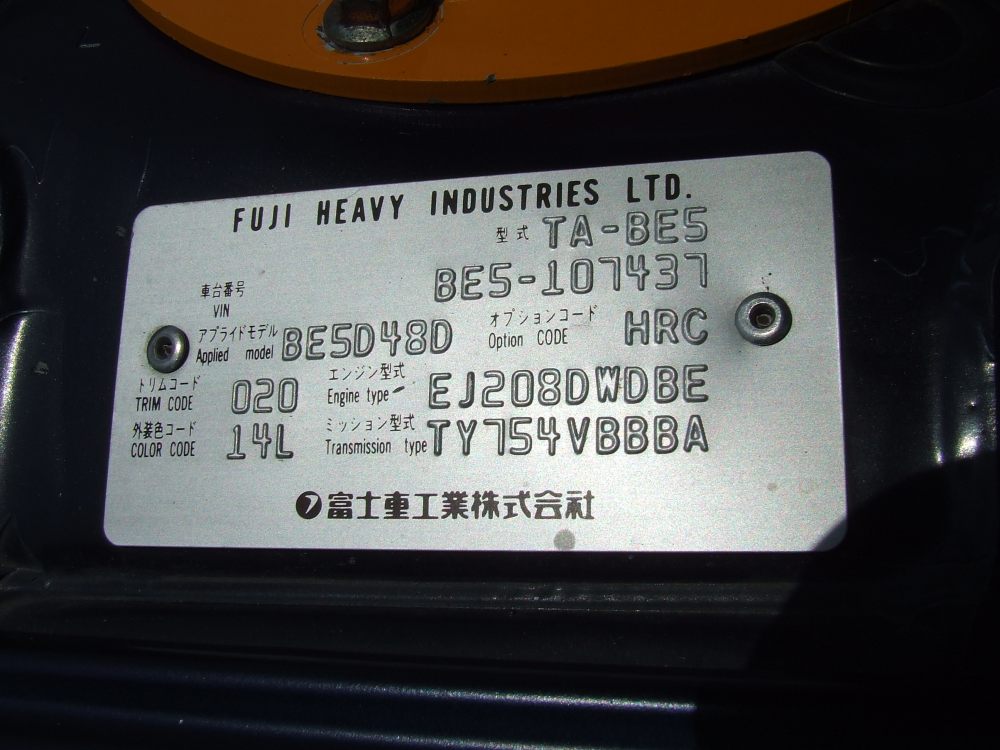 FUJI HEAVY INDUSTRIES LTD.
型式 TA-BE5
車台番号 BE5-107437
VIN
アプライドモデル オプションコード
Applied model BE5D48D Option CODE HRC
トリムコード エンジン型式
TRIM CODE 020 Engine type EJ208DWDBE
外装色コード ミッション型式
COLOR CODE 14L Transmission type TY754VBBBA
フ富士重工業株式会社